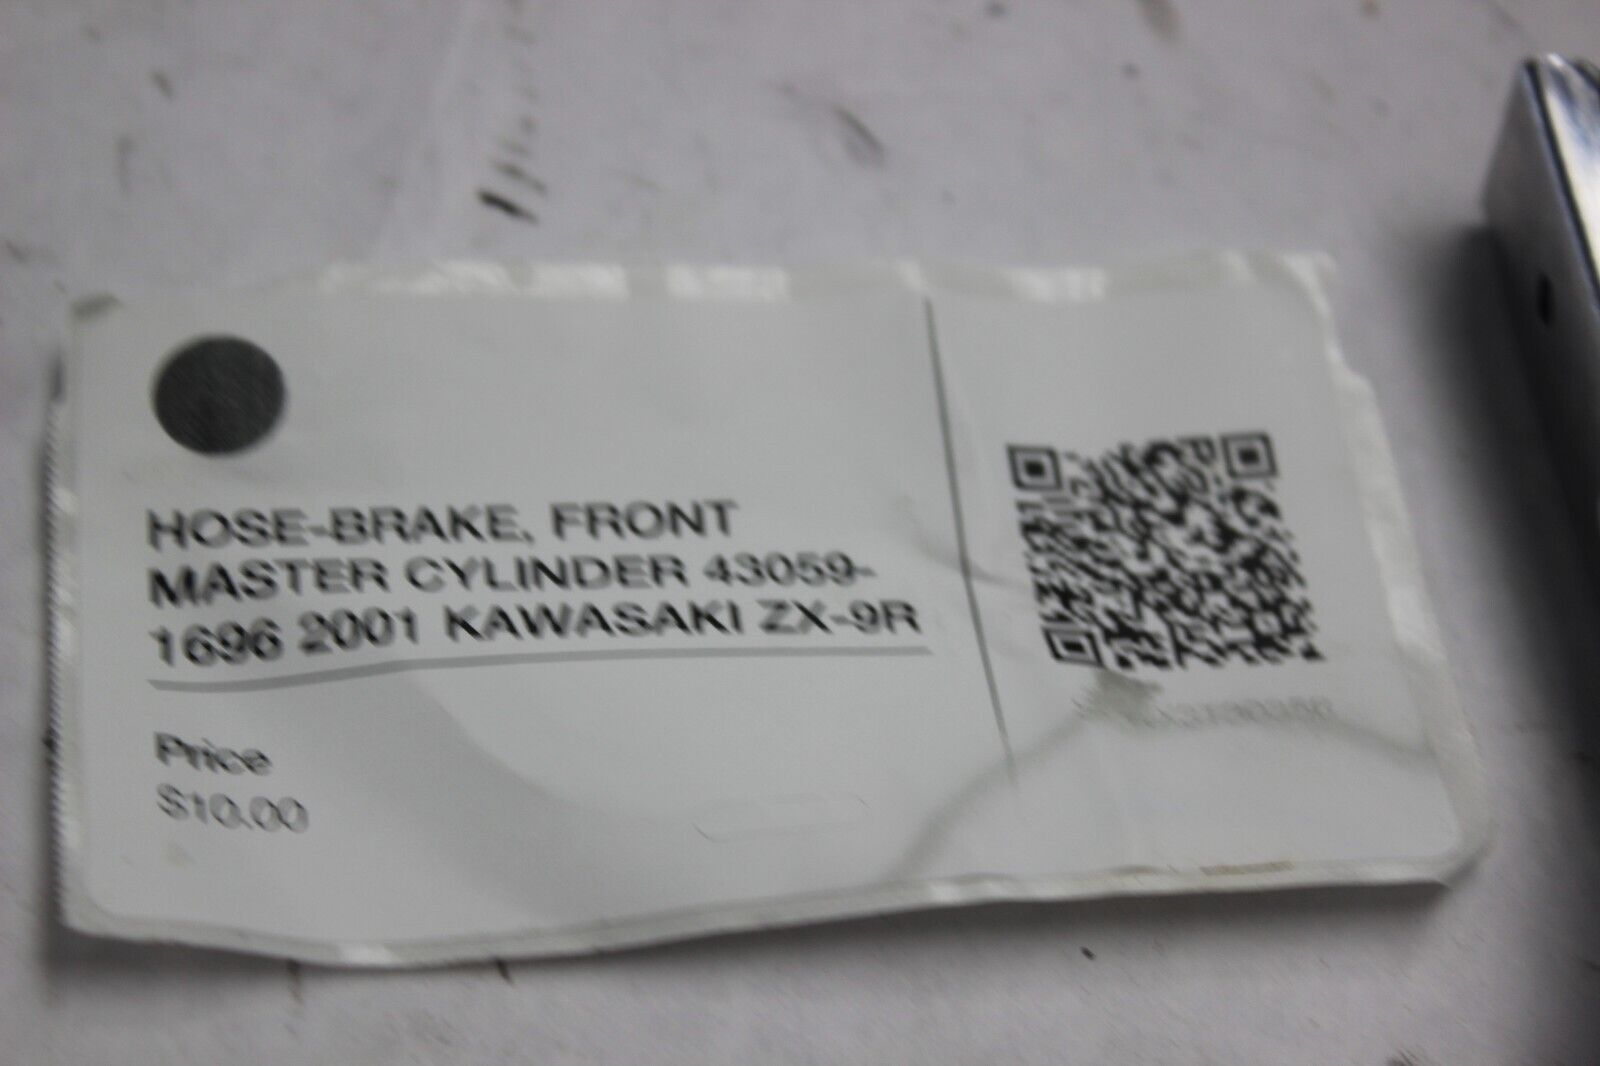 HOSE-BRAKE, FRONT
MASTER CYLINDER 43059-
1696 2001 KAWASAKI ZX-9R
Price
$10.00